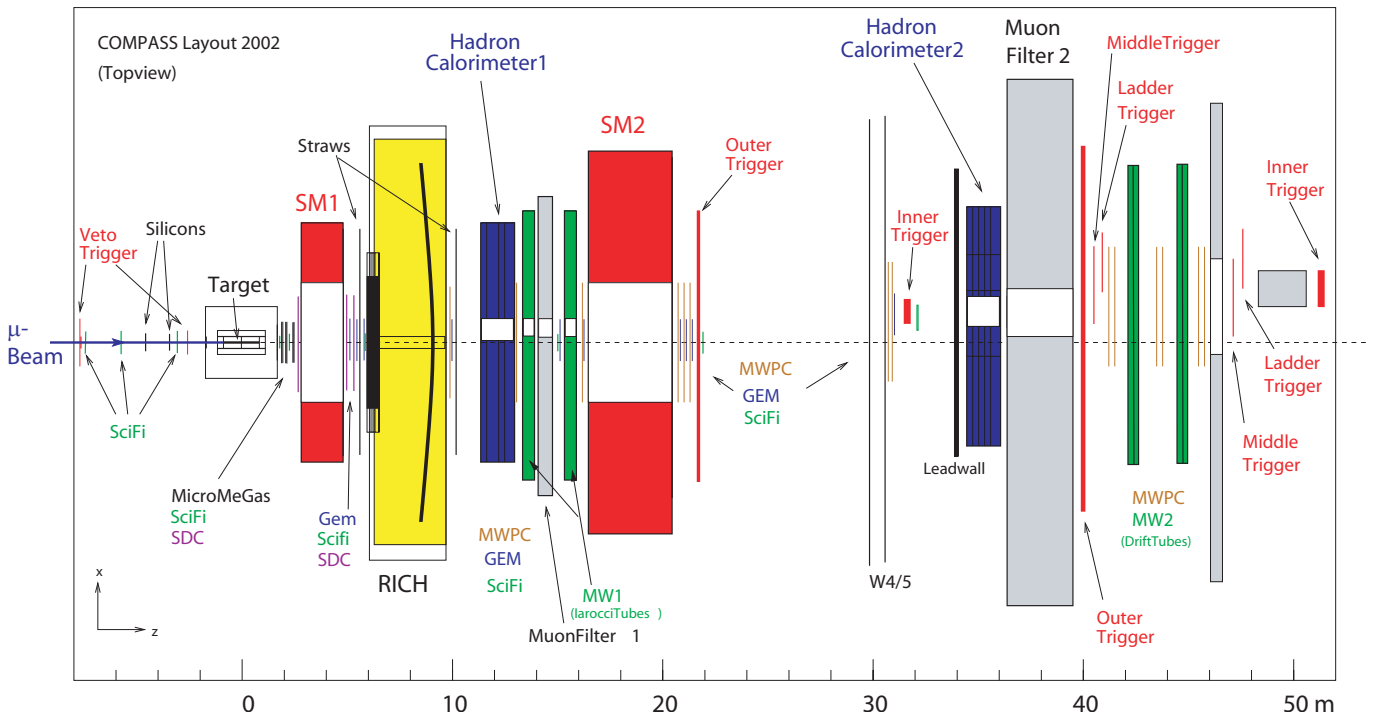 COMPASS Layout 2002
(Topview)
Hadron
Calorimeter1
Hadron
Calorimeter2
Muon
Filter 2
MiddleTrigger
Ladder
Trigger
SM2
Outer
Trigger
Straws
Inner
Trigger
SM1
Silicons
Veto
Trigger
Inner
Trigger
Target
μ-
Beam
MWPC
GEM
SciFi
Ladder
Trigger
SciFi
Middle
Trigger
Leadwall
MicroMeGas
SciFi
SDC
Gem
Scifi
SDC
MWPC
GEM
SciFi
MWPC
MW2
(DriftTubes)
RICH
W4/5
MW1
(IarocciTubes )
MuonFilter 1
Outer
Trigger
x
z
0 10 20 30 40 50 m